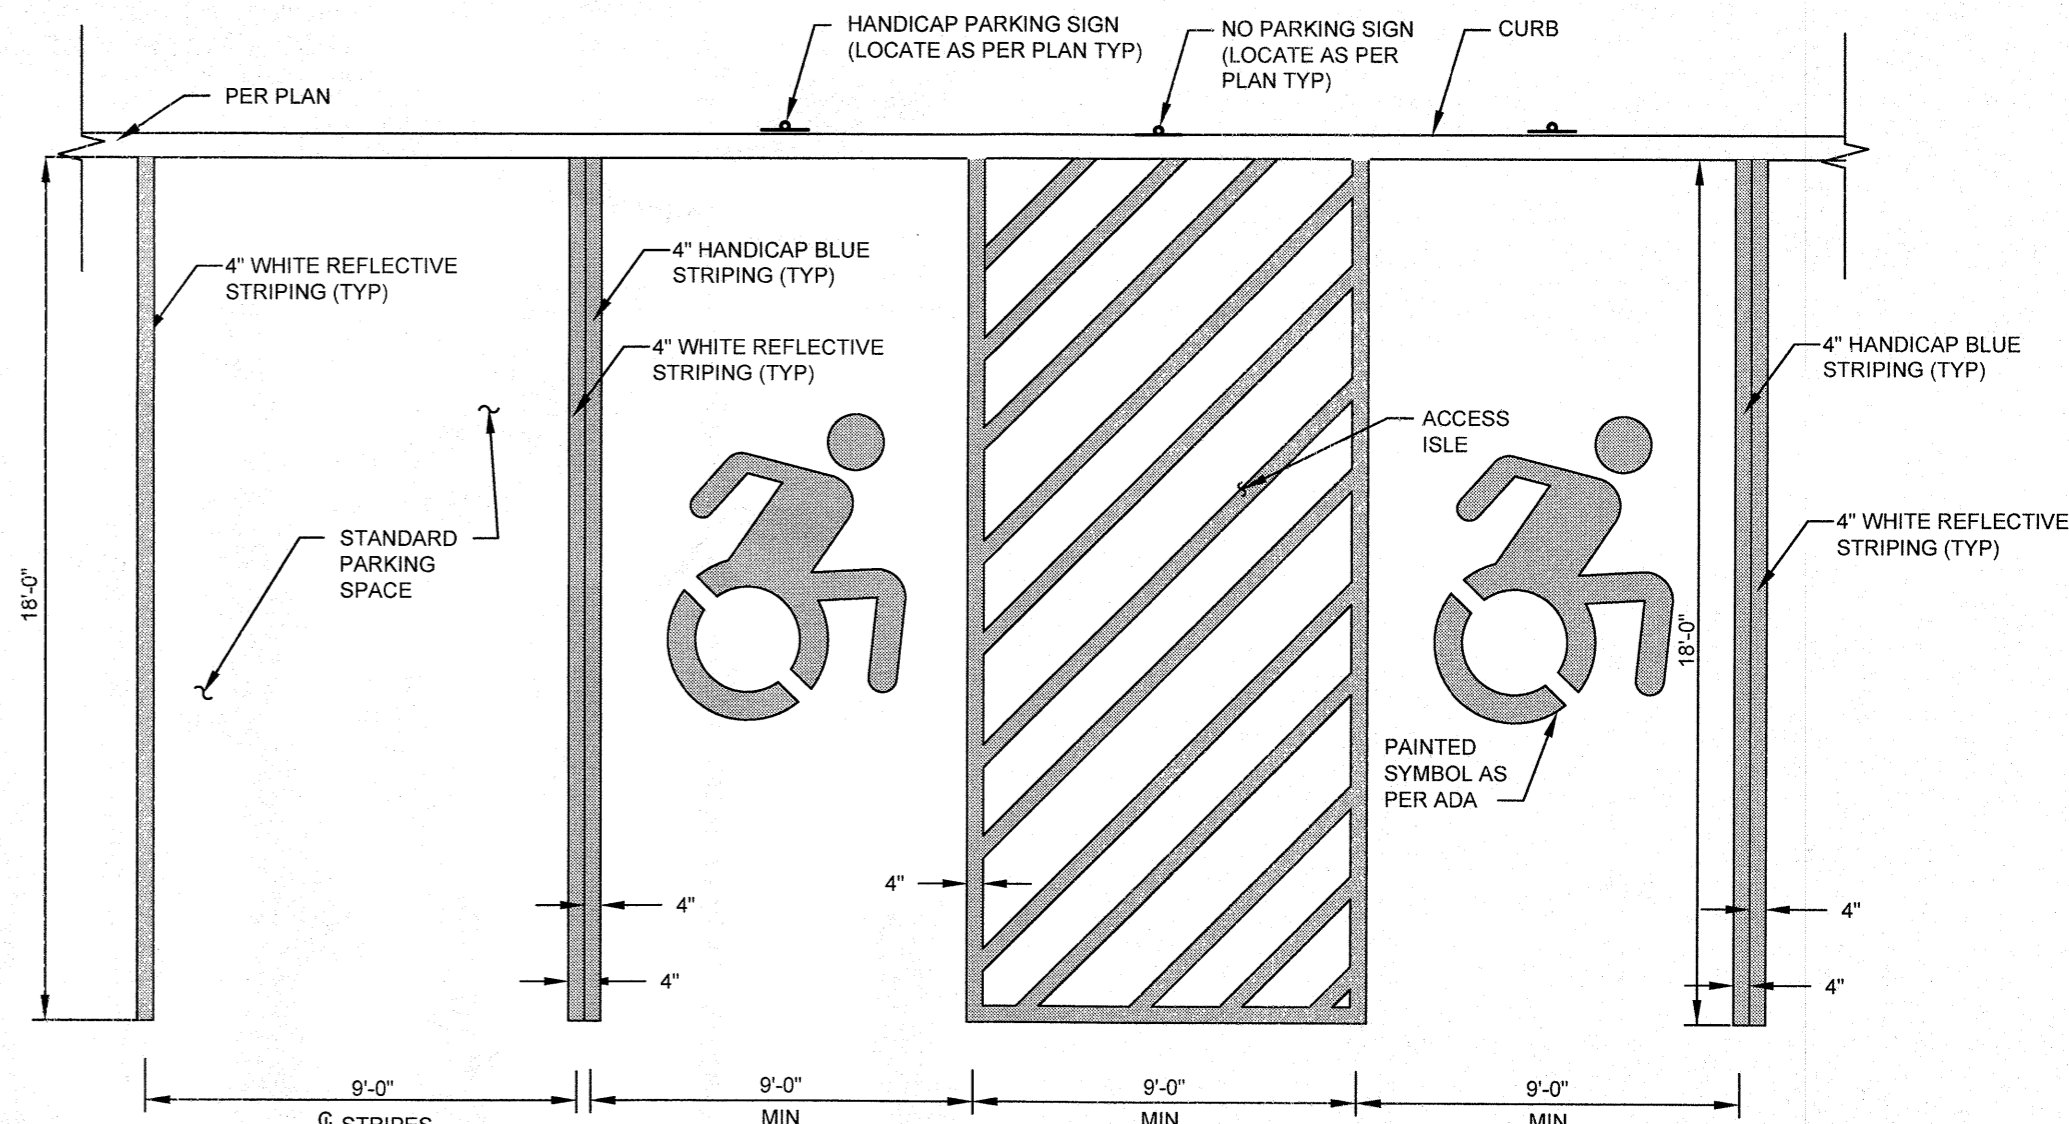 HANDICAP PARKING SIGN
(LOCATE AS PER PLAN TYP)
NO PARKING SIGN
(LOCATE AS PER
PLAN TYP)
CURB
PER PLAN
4" WHITE REFLECTIVE
STRIPING (TYP)
4" HANDICAP BLUE
STRIPING (TYP)
4" WHITE REFLECTIVE
STRIPING (TYP)
4" HANDICAP BLUE
STRIPING (TYP)
ACCESS
ISLE
4" WHITE REFLECTIVE
STRIPING (TYP)
STANDARD
PARKING
SPACE
18'-0"
18'-0"
PAINTED
SYMBOL AS
PER ADA
4"
4"
4"
4"
4"
9'-0"
℄ STRIPES
9'-0"
MIN
9'-0"
MIN
9'-0"
MIN